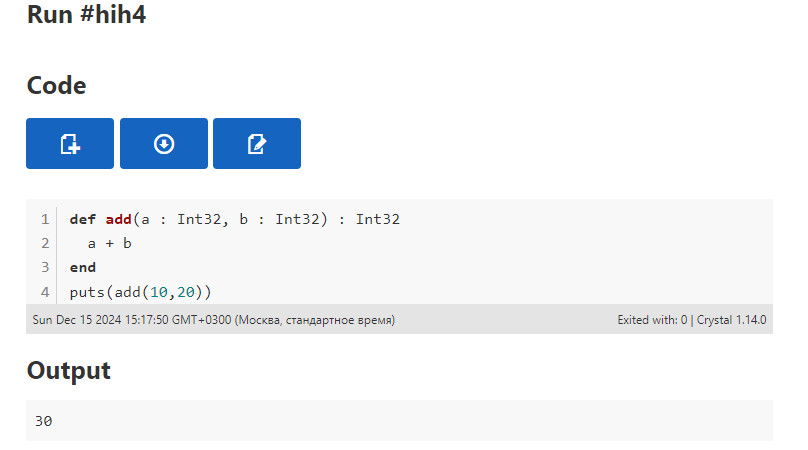 Run #hih4
Code
1 def add(a : Int32, b : Int32) : Int32
2   a + b
3 end
4 puts(add(10,20))
Sun Dec 15 2024 15:17:50 GMT+0300 (Москва, стандартное время) Exited with: 0 | Crystal 1.14.0
Output
30